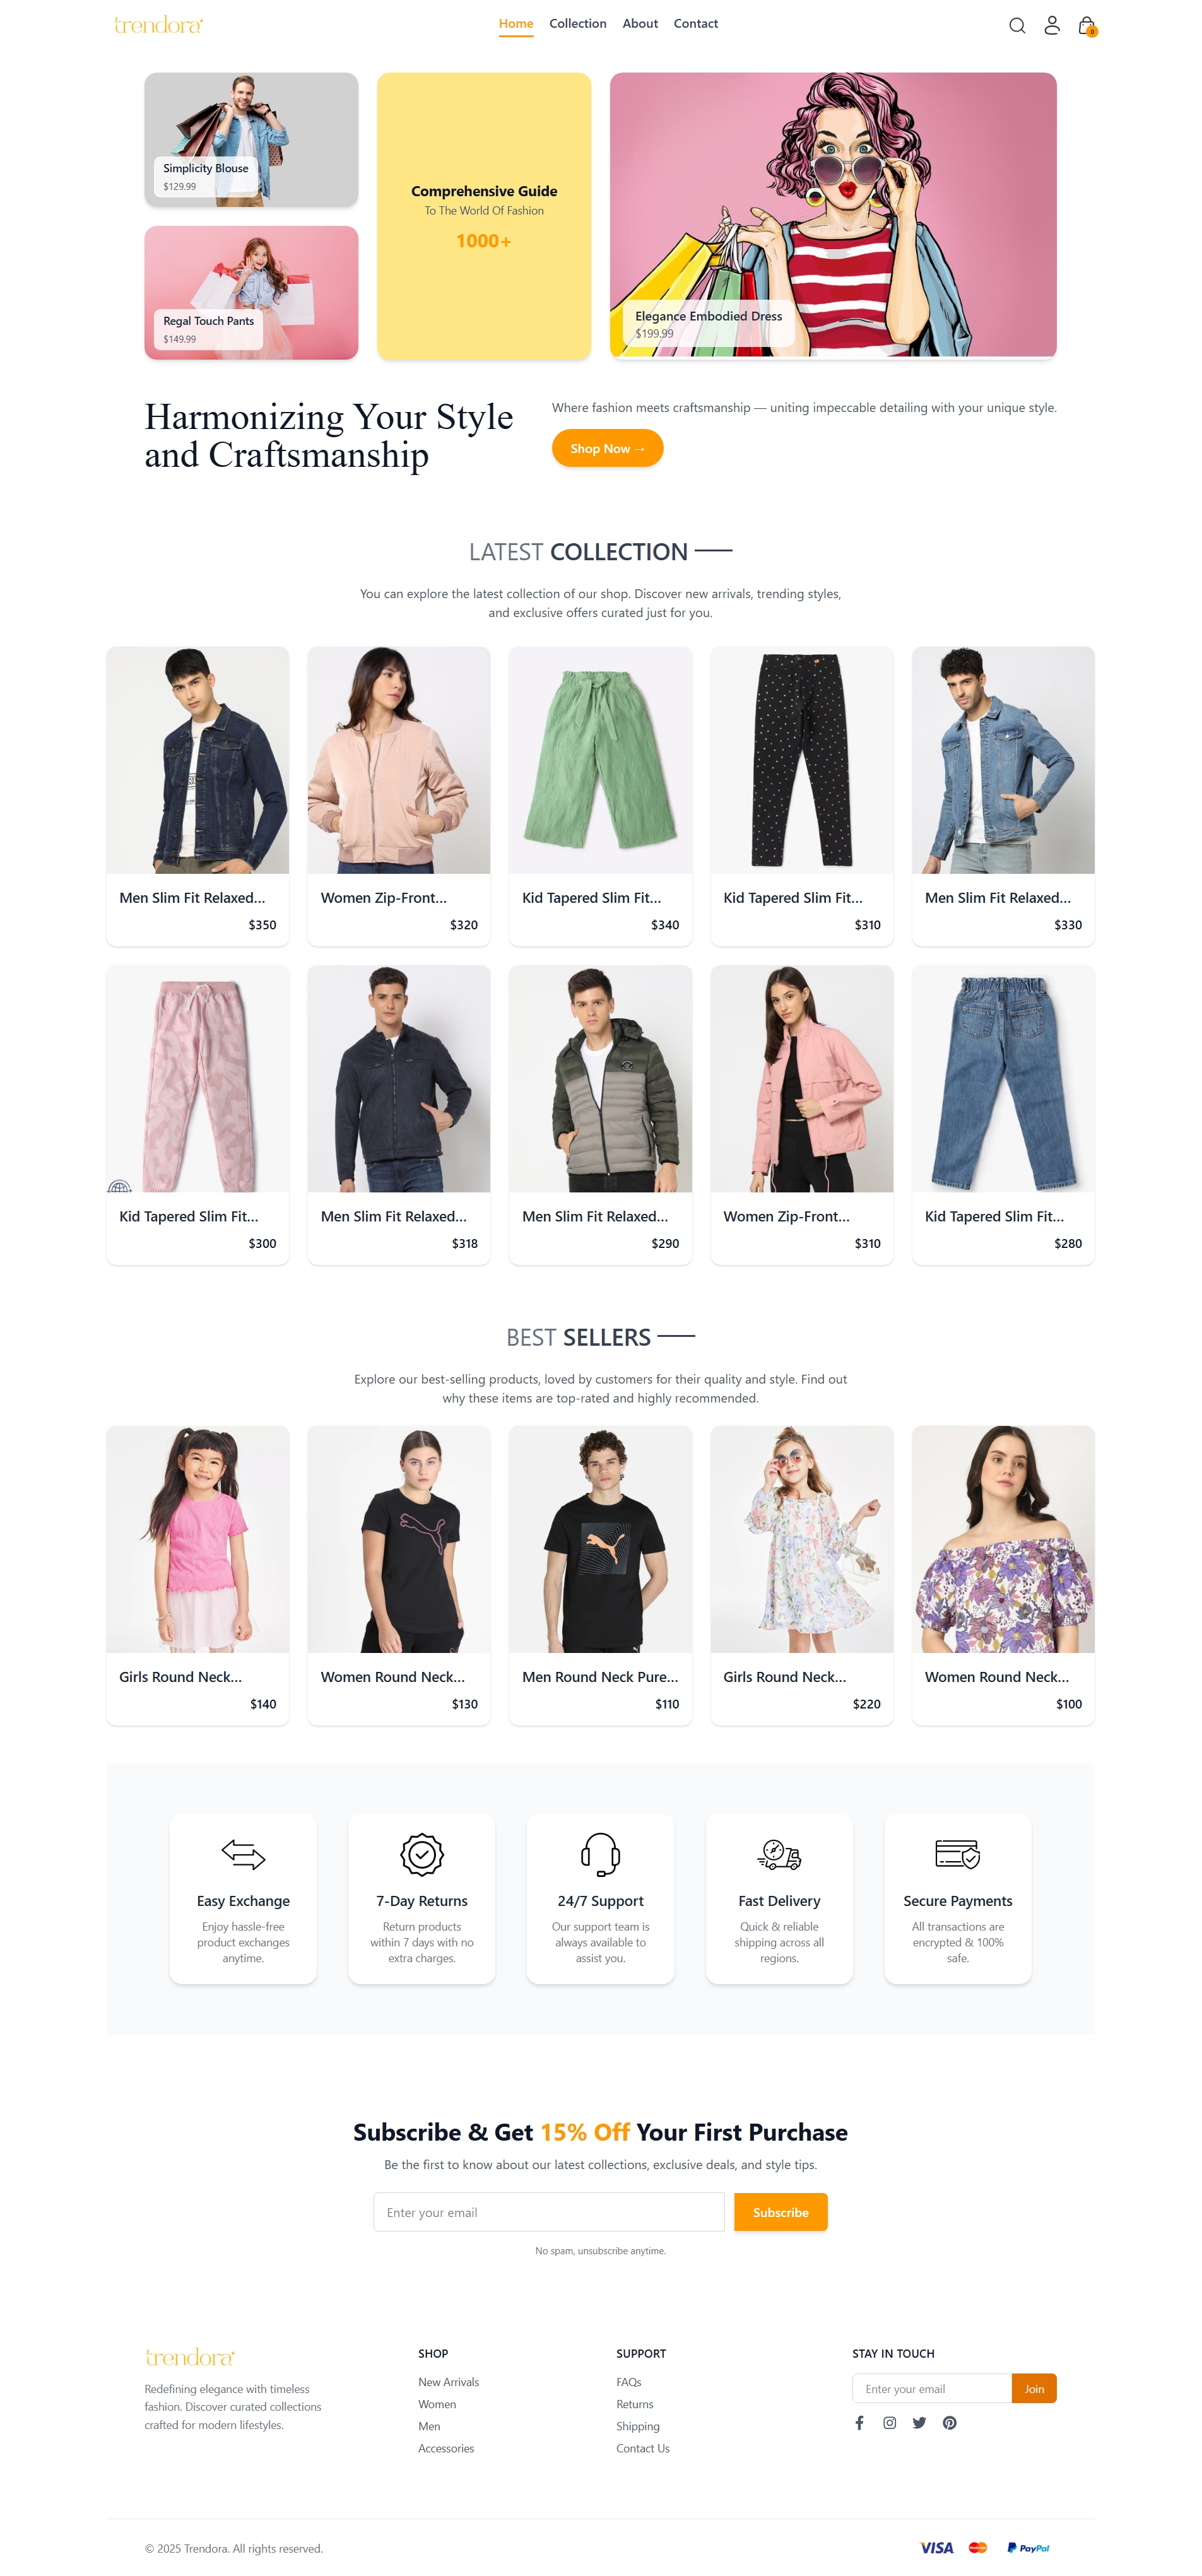 trendora
Home
Collection
About
Contact
0
Simplicity Blouse
$129.99
Regal Touch Pants
$149.99
Comprehensive Guide
To The World Of Fashion
1000+
Elegance Embodied Dress
$199.99
Harmonizing Your Style
and Craftsmanship
Where fashion meets craftsmanship — uniting impeccable detailing with your unique style.
Shop Now →
LATEST COLLECTION
You can explore the latest collection of our shop. Discover new arrivals, trending styles,
and exclusive offers curated just for you.
Men Slim Fit Relaxed...
$350
Women Zip-Front...
$320
Kid Tapered Slim Fit...
$340
Kid Tapered Slim Fit...
$310
Men Slim Fit Relaxed...
$330
Kid Tapered Slim Fit...
$300
Men Slim Fit Relaxed...
$318
Men Slim Fit Relaxed...
$290
Women Zip-Front...
$310
Kid Tapered Slim Fit...
$280
BEST SELLERS
Explore our best-selling products, loved by customers for their quality and style. Find out
why these items are top-rated and highly recommended.
Girls Round Neck...
$140
Women Round Neck...
$130
Men Round Neck Pure...
$110
Girls Round Neck...
$220
Women Round Neck...
$100
Easy Exchange
Enjoy hassle-free
product exchanges
anytime.
7-Day Returns
Return products
within 7 days with no
extra charges.
24/7 Support
Our support team is
always available to
assist you.
Fast Delivery
Quick & reliable
shipping across all
regions.
Secure Payments
All transactions are
encrypted & 100%
safe.
Subscribe & Get 15% Off Your First Purchase
Be the first to know about our latest collections, exclusive deals, and style tips.
Enter your email
Subscribe
No spam, unsubscribe anytime.
trendora
Redefining elegance with timeless
fashion. Discover curated collections
crafted for modern lifestyles.
SHOP
New Arrivals
Women
Men
Accessories
SUPPORT
FAQs
Returns
Shipping
Contact Us
STAY IN TOUCH
Enter your email
Join
© 2025 Trendora. All rights reserved.
VISA
PayPal